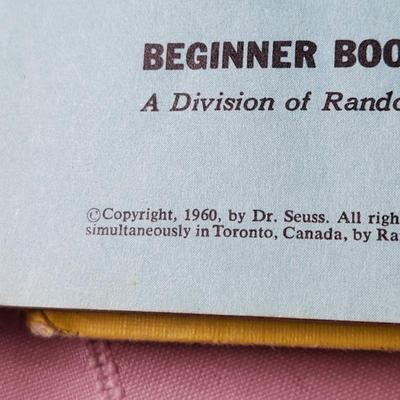 BEGINNER BOO
A Division of Rando
©Copyright, 1960, by Dr. Seuss. All righ
simultaneously in Toronto, Canada, by Ra